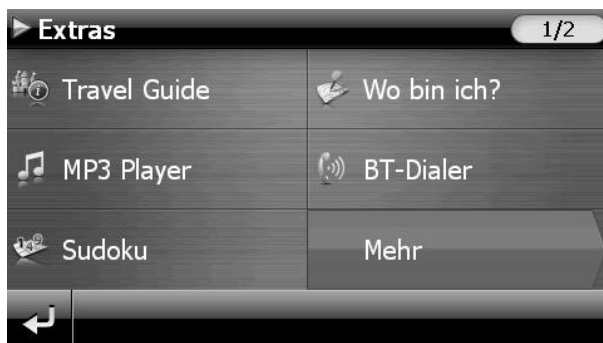 Extras
1/2
Travel Guide
Wo bin ich?
MP3 Player
BT-Dialer
Sudoku
Mehr